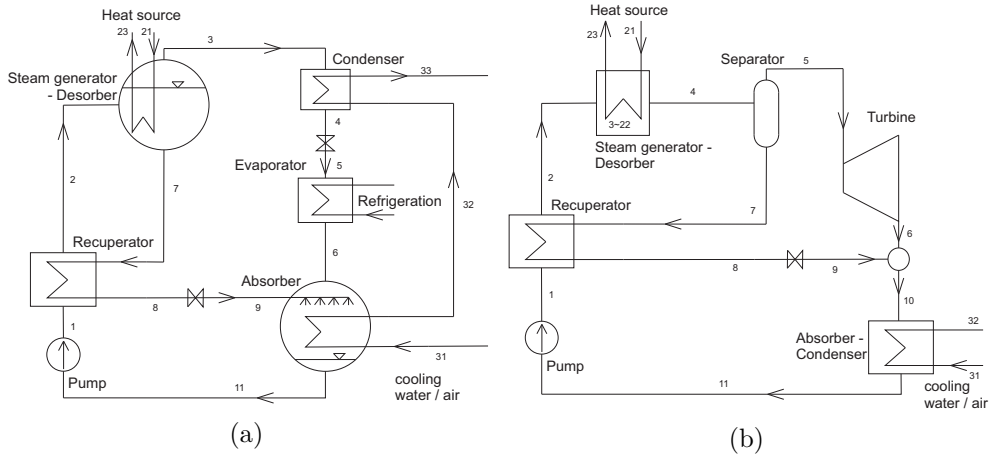 Heat source
23
21
3
Condenser
33
Steam generator
- Desorber
4
5
Evaporator
2
7
Refrigeration
32
Recuperator
6
Absorber
8
9
1
31
Pump
cooling
water / air
11
(a)
Heat source
23
21
Separator
5
4
Turbine
3~22
Steam generator -
Desorber
2
Recuperator
7
6
8
9
1
10
Absorber -
Condenser
32
31
Pump
cooling
water / air
11
(b)